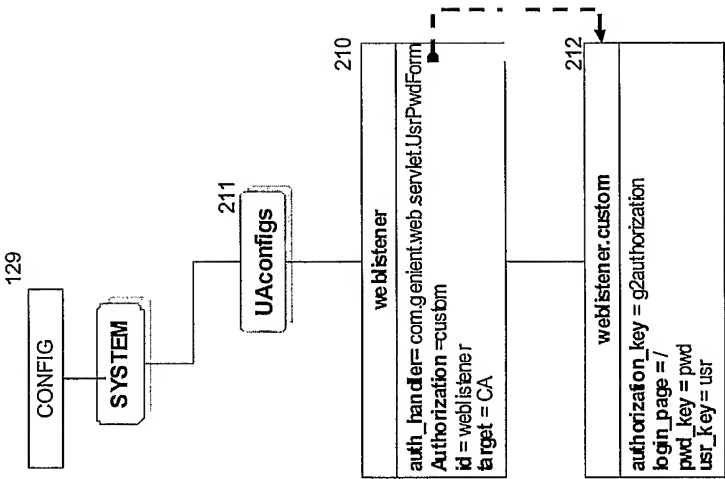 129
CONFIG
SYSTEM
211
UAconfigs
210
weblistener
auth_handler= com.genient.web.servlet.UsrPwdForm
Authorization =custom
id = weblistener
target = CA
212
weblistener.custom
authorization_key = g2authorization
login_page = /
pwd_key = pwd
usr_key = usr